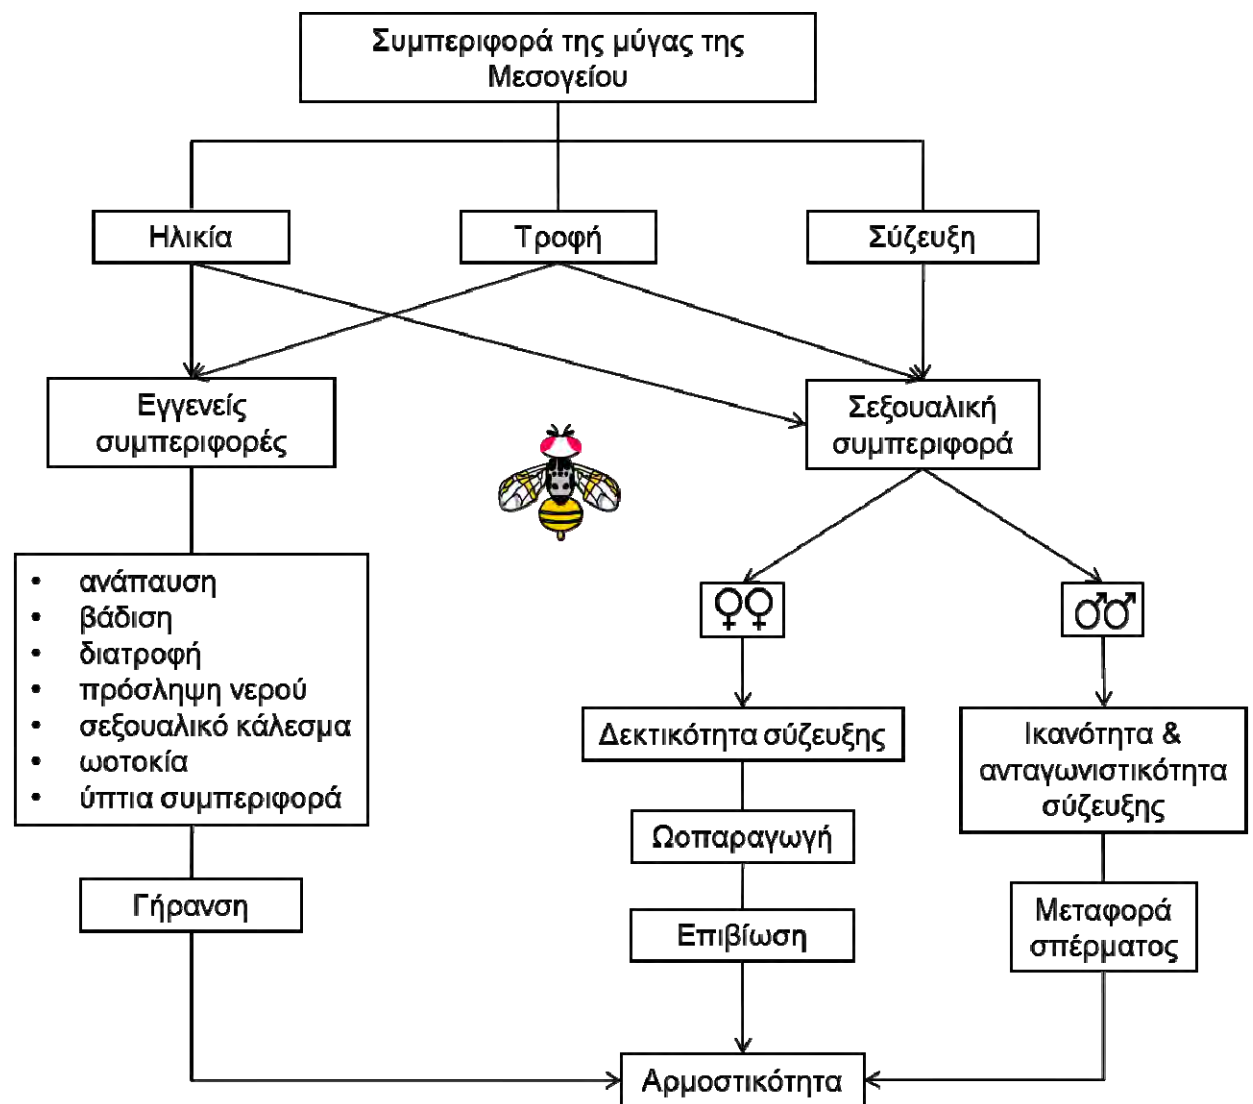 Συμπεριφορά της μύγας της
Μεσογείου
Ηλικία
Τροφή
Σύζευξη
Εγγενείς
συμπεριφορές
Σεξουαλική
συμπεριφορά
• ανάπαυση
• βάδιση
• διατροφή
• πρόσληψη νερού
• σεξουαλικό κάλεσμα
• ωοτοκία
• ύπτια συμπεριφορά
♀♀
♂♂
Δεκτικότητα σύζευξης
Ικανότητα &
ανταγωνιστικότητα
σύζευξης
Ωοπαραγωγή
Γήρανση
Επιβίωση
Μεταφορά
σπέρματος
Αρμοστικότητα